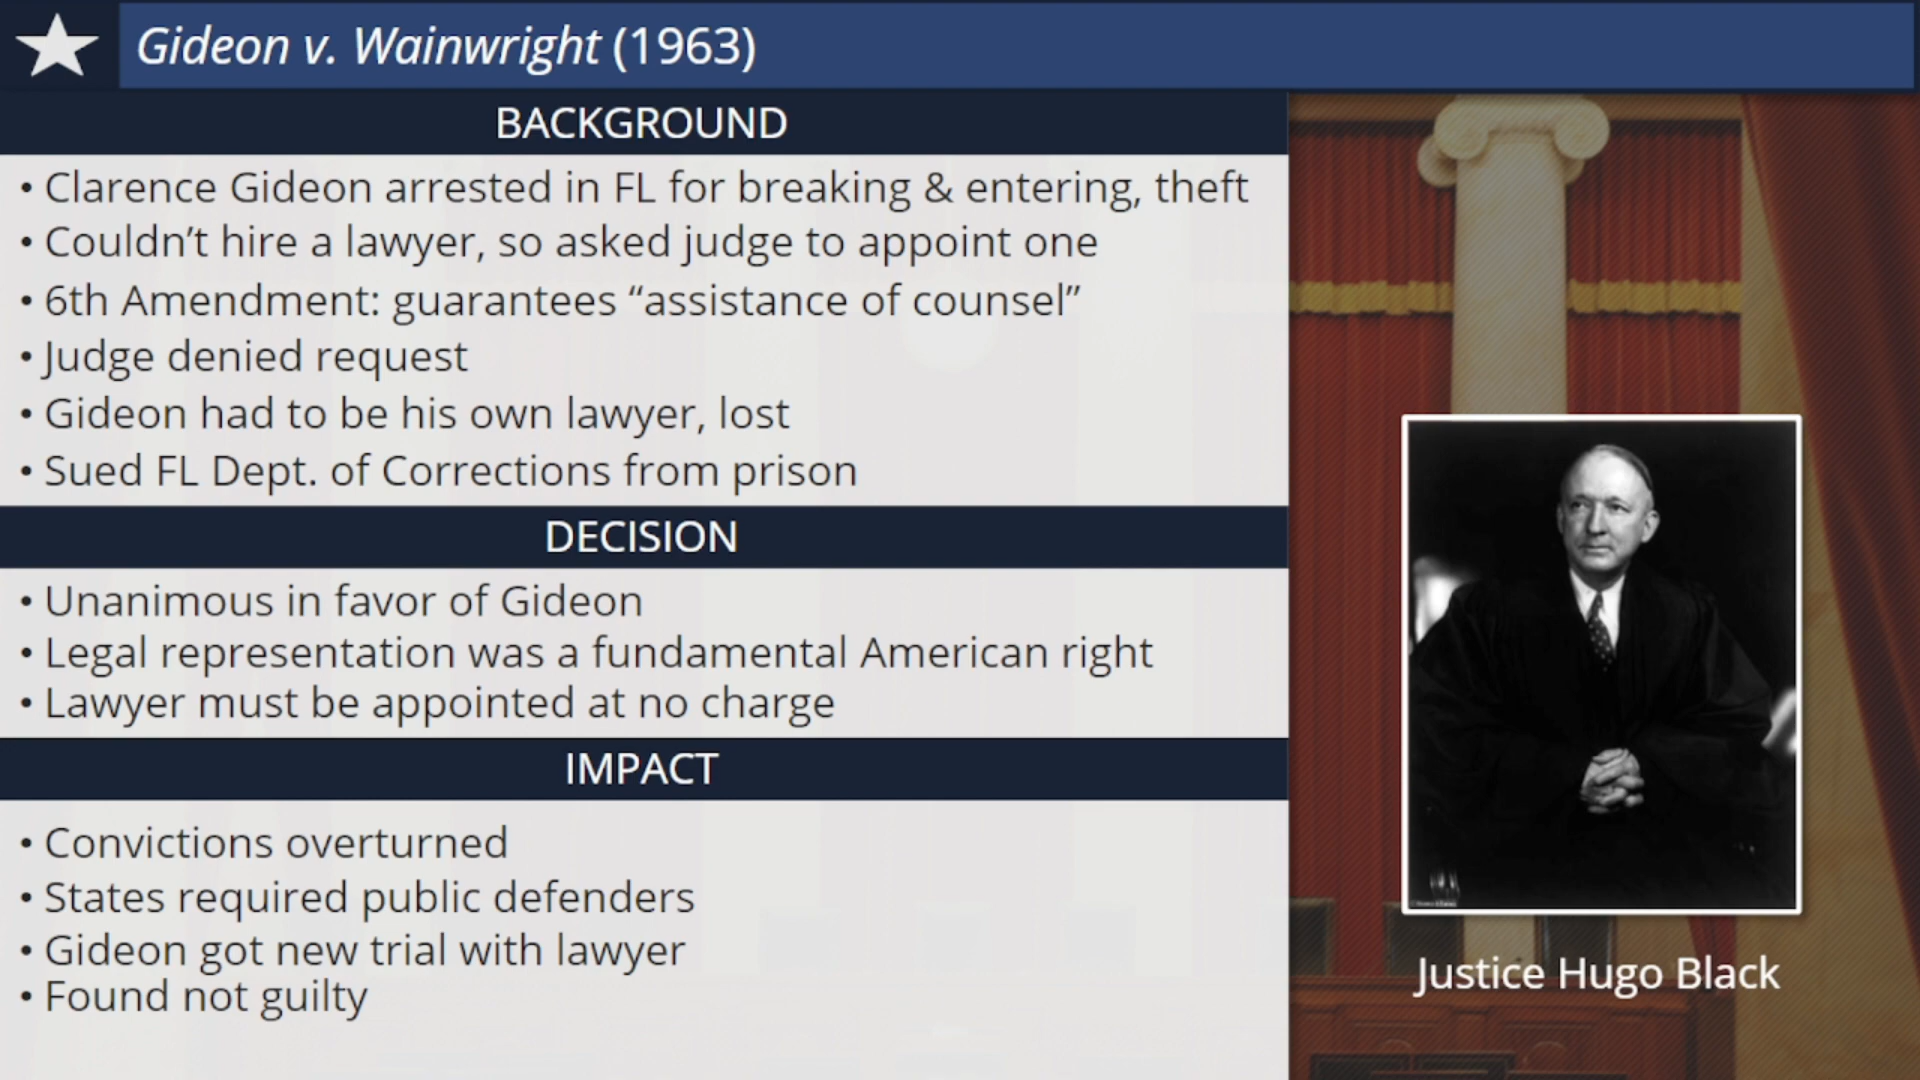 Gideon v. Wainwright (1963)
BACKGROUND
• Clarence Gideon arrested in FL for breaking & entering, theft
• Couldn’t hire a lawyer, so asked judge to appoint one
• 6th Amendment: guarantees “assistance of counsel”
• Judge denied request
• Gideon had to be his own lawyer, lost
• Sued FL Dept. of Corrections from prison
DECISION
• Unanimous in favor of Gideon
• Legal representation was a fundamental American right
• Lawyer must be appointed at no charge
IMPACT
• Convictions overturned
• States required public defenders
• Gideon got new trial with lawyer
• Found not guilty
Justice Hugo Black